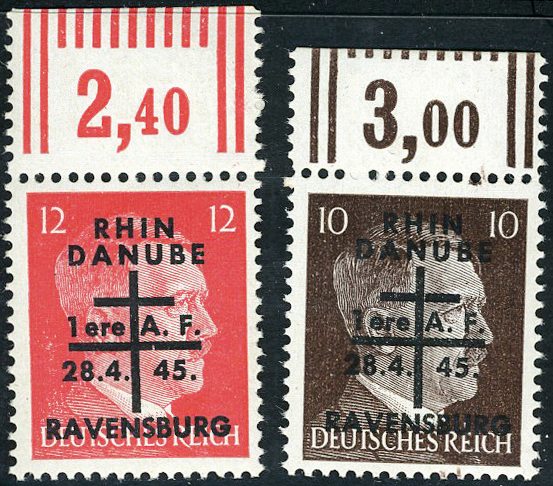 2,40
12 12
RHIN
DANUBE
1ere A. F.
28.4. 45.
RAVENSBURG
DEUTSCHES REICH
3,00
10 10
RHIN
DANUBE
1ere A. F.
28.4. 45.
RAVENSBURG
DEUTSCHES REICH